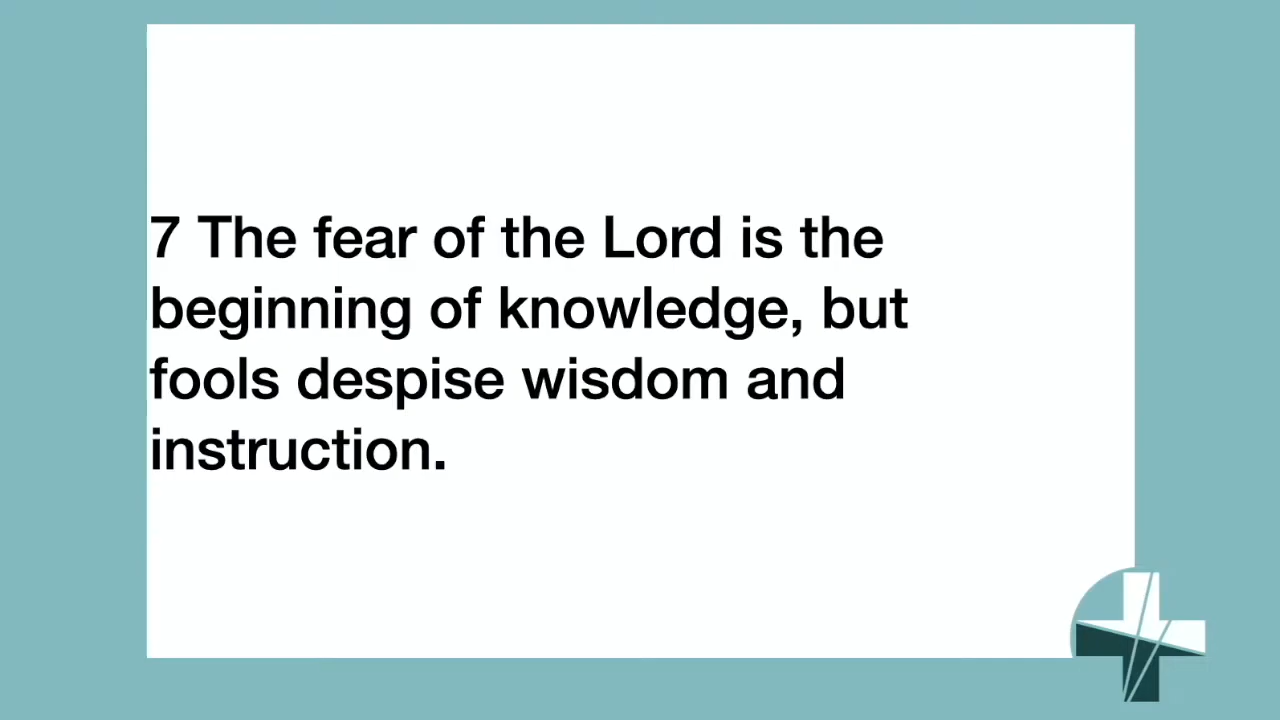 7 The fear of the Lord is the
beginning of knowledge, but
fools despise wisdom and
instruction.